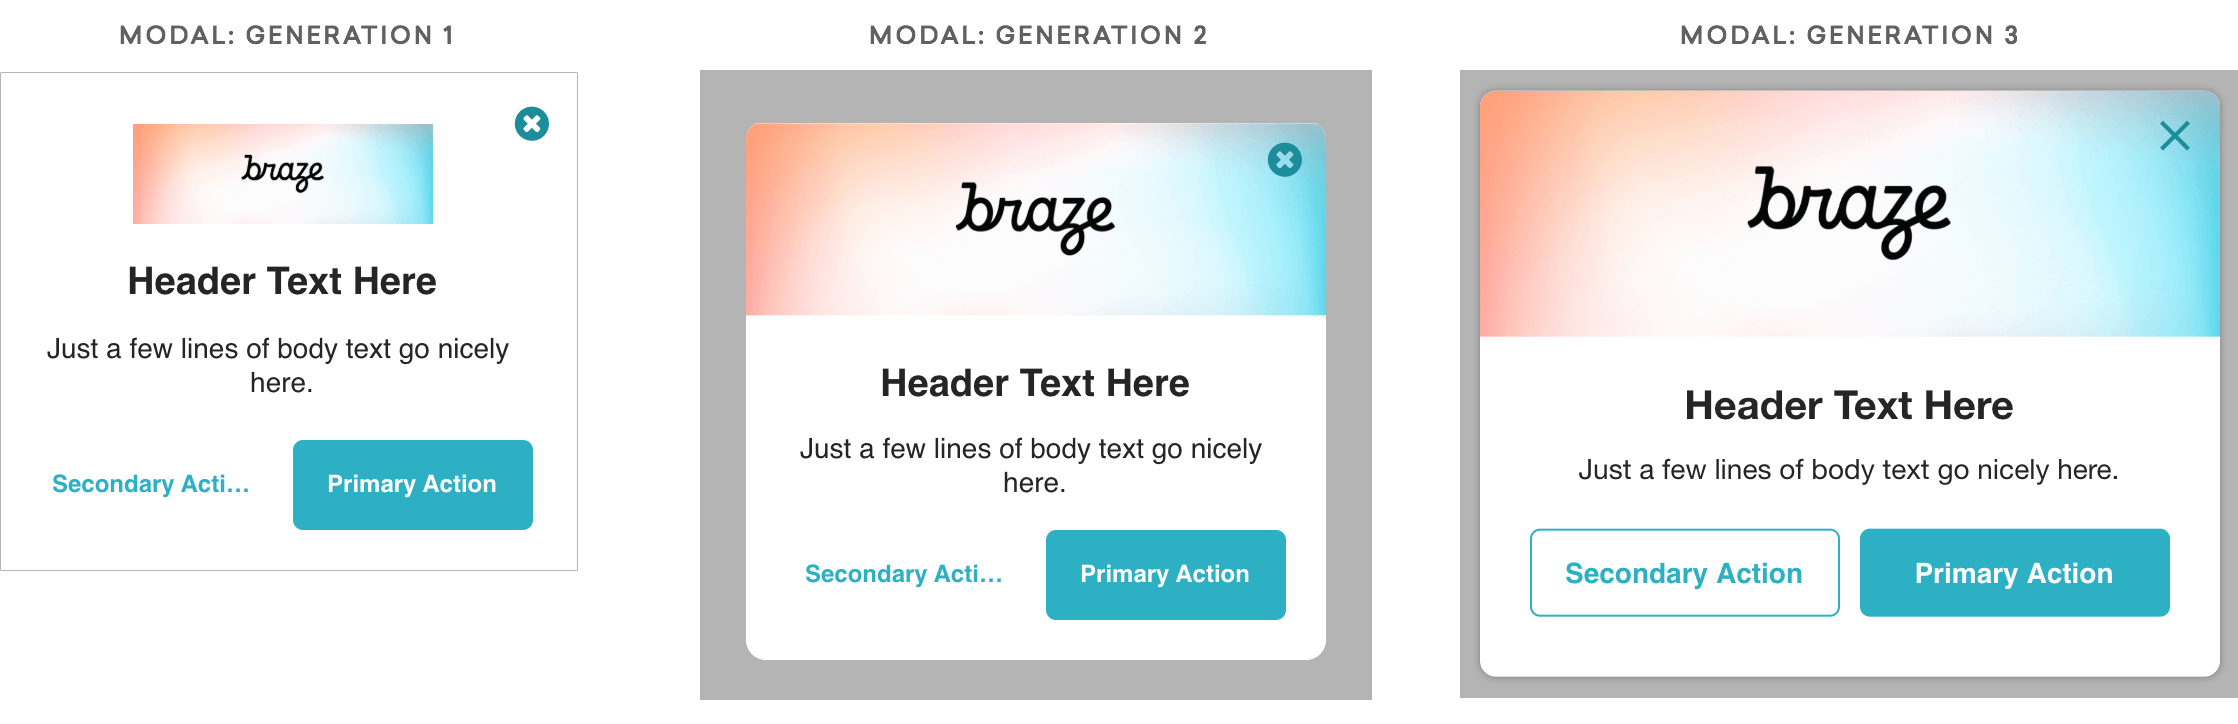 MODAL: GENERATION 1
braze
Header Text Here
Just a few lines of body text go nicely
here.
Secondary Acti...
Primary Action
MODAL: GENERATION 2
braze
Header Text Here
Just a few lines of body text go nicely
here.
Secondary Acti...
Primary Action
MODAL: GENERATION 3
braze
Header Text Here
Just a few lines of body text go nicely here.
Secondary Action
Primary Action